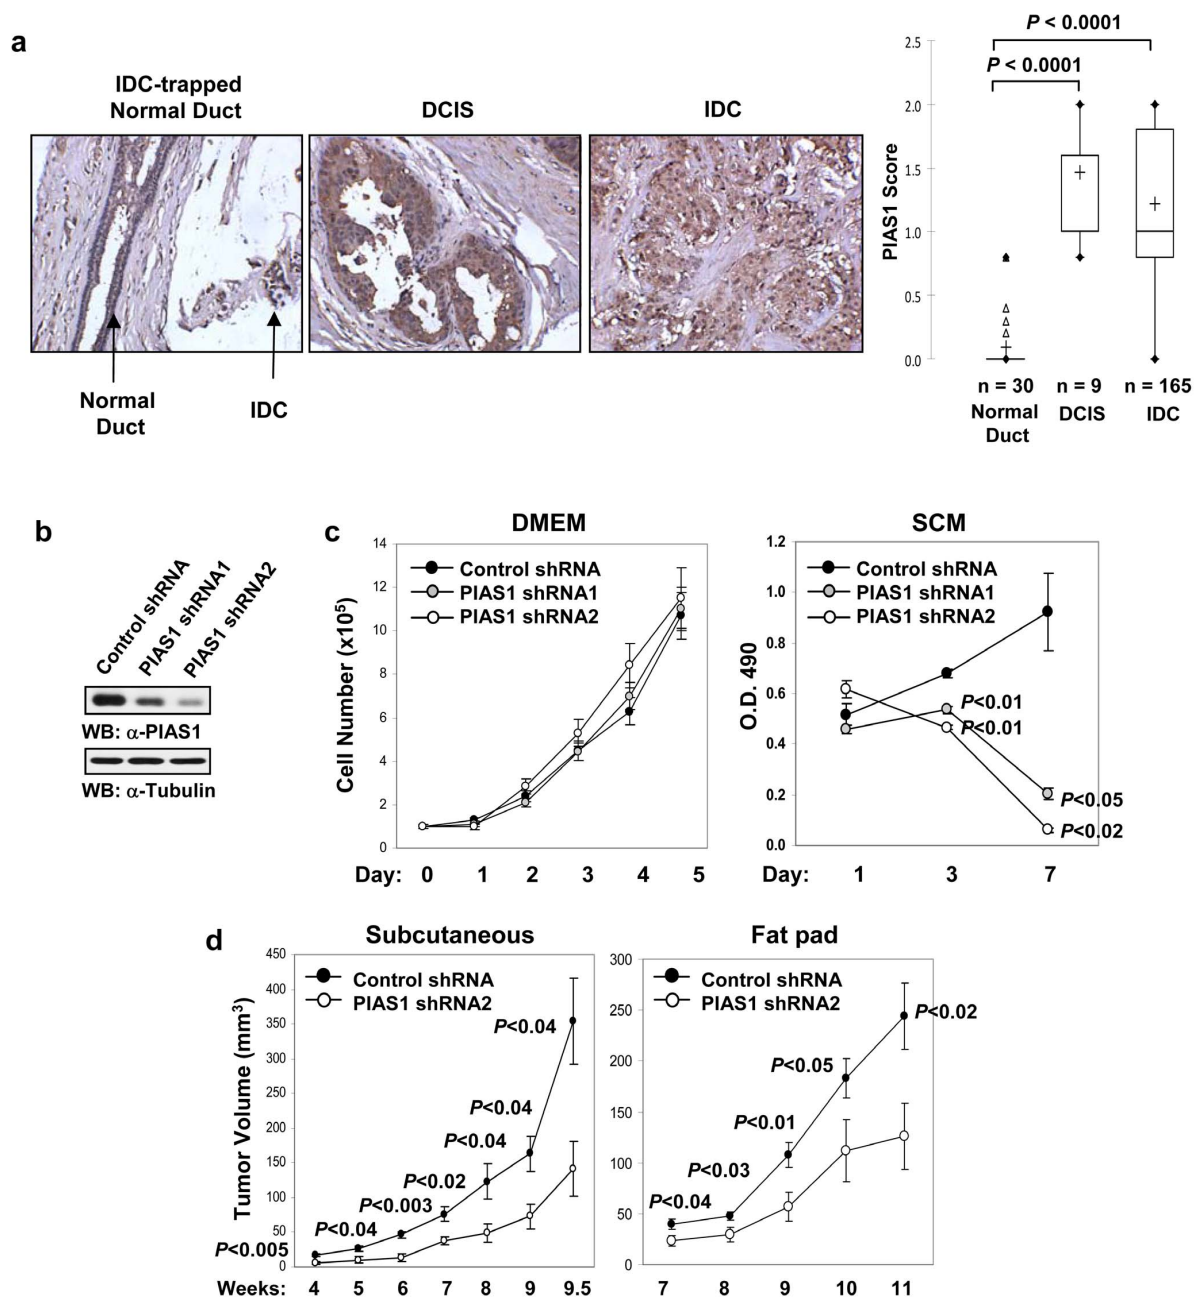 a
IDC-trapped
Normal Duct
DCIS
IDC
Normal
Duct
IDC
P < 0.0001
P < 0.0001
PIAS1 Score
2.5
2.0
1.5
1.0
0.5
0.0
n = 30
Normal
Duct
n = 9
DCIS
n = 165
IDC
b
Control shRNA
PIAS1 shRNA1
PIAS1 shRNA2
WB: α-PIAS1
WB: α-Tubulin
c
DMEM
Control shRNA
PIAS1 shRNA1
PIAS1 shRNA2
Cell Number (x10⁵)
14
12
10
8
6
4
2
0
Day: 0 1 2 3 4 5
SCM
Control shRNA
PIAS1 shRNA1
PIAS1 shRNA2
O.D. 490
1.2
1.0
0.8
0.6
0.4
0.2
0.0
P<0.01
P<0.01
P<0.05
P<0.02
Day: 1 3 7
d
Subcutaneous
Control shRNA
PIAS1 shRNA2
Tumor Volume (mm³)
450
400
350
300
250
200
150
100
50
0
P<0.04
P<0.04
P<0.04
P<0.02
P<0.003
P<0.04
P<0.005
Weeks: 4 5 6 7 8 9 9.5
Fat pad
Control shRNA
PIAS1 shRNA2
300
250
200
150
100
50
0
P<0.02
P<0.05
P<0.01
P<0.03
P<0.04
7 8 9 10 11